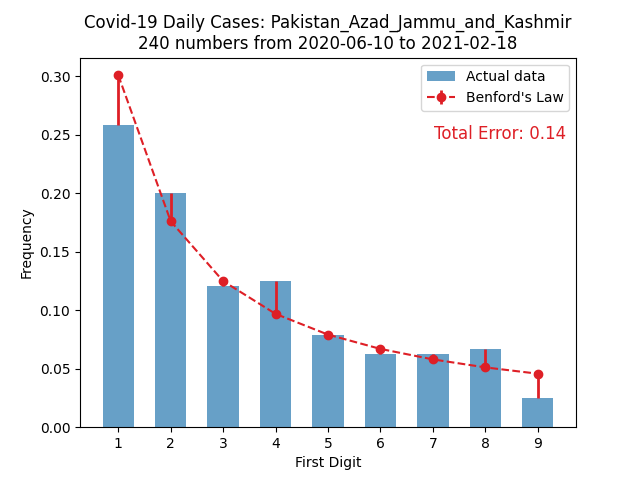 Covid-19 Daily Cases: Pakistan_Azad_Jammu_and_Kashmir
240 numbers from 2020-06-10 to 2021-02-18
Actual data
Benford's Law
Total Error: 0.14
Frequency
0.30
0.25
0.20
0.15
0.10
0.05
0.00
1 2 3 4 5 6 7 8 9
First Digit